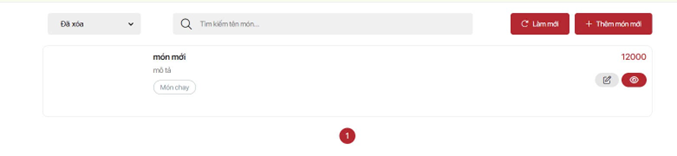 Đã xóa
Tìm kiếm tên món...
Làm mới
Thêm món mới
món mới
12000
mô tả
Món chay
1